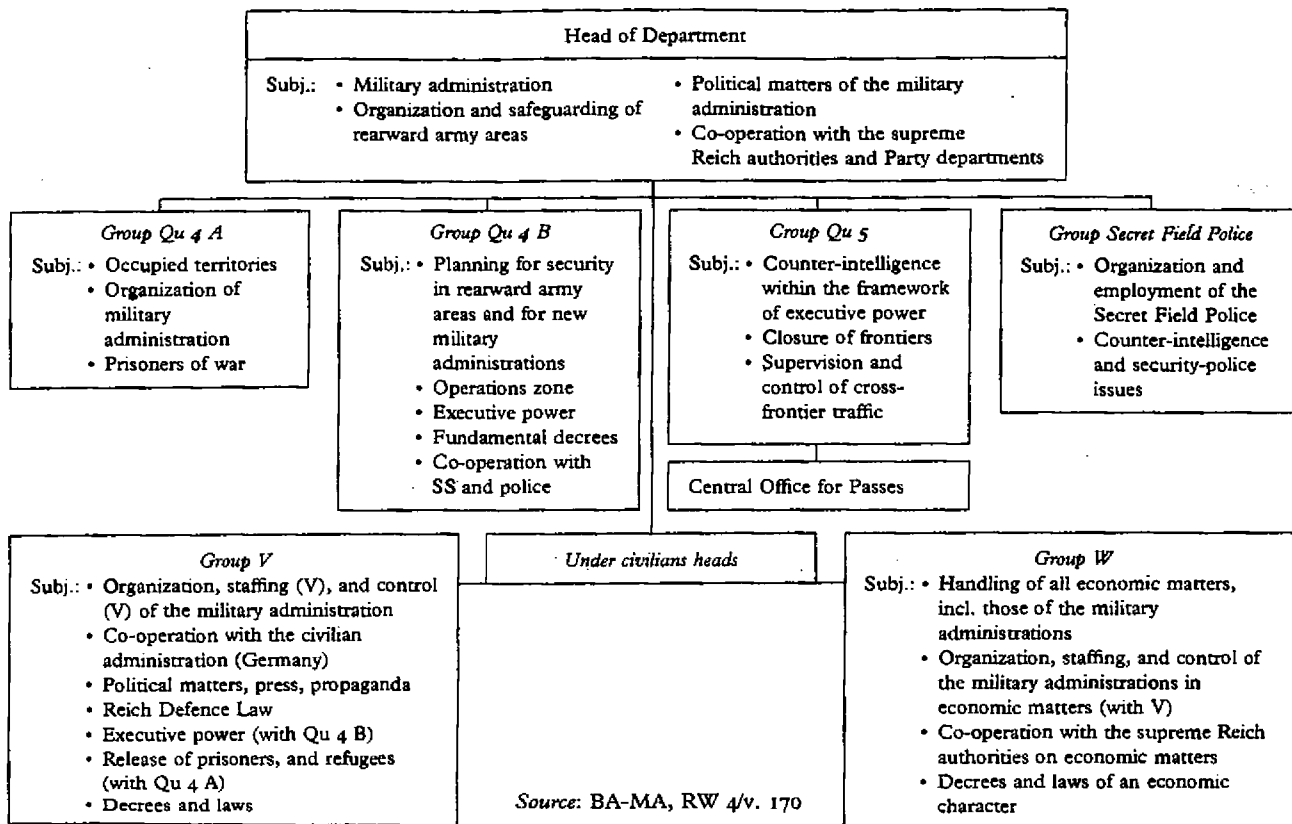 Head of Department
Subj.: • Military administration
• Organization and safeguarding of
rearward army areas
• Political matters of the military
administration
• Co-operation with the supreme
Reich authorities and Party departments
Group Qu 4 A
Subj.: • Occupied territories
• Organization of
military
administration
• Prisoners of war
Group Qu 4 B
Subj.: • Planning for security
in rearward army
areas and for new
military
administrations
• Operations zone
• Executive power
• Fundamental decrees
• Co-operation with
SS and police
Group Qu 5
Subj.: • Counter-intelligence
within the framework
of executive power
• Closure of frontiers
• Supervision and
control of cross-
frontier traffic
Central Office for Passes
Group Secret Field Police
Subj.: • Organization and
employment of the
Secret Field Police
• Counter-intelligence
and security-police
issues
Under civilians heads
Group V
Subj.: • Organization, staffing (V), and control
(V) of the military administration
• Co-operation with the civilian
administration (Germany)
• Political matters, press, propaganda
• Reich Defence Law
• Executive power (with Qu 4 B)
• Release of prisoners, and refugees
(with Qu 4 A)
• Decrees and laws
Group W
Subj.: • Handling of all economic matters,
incl. those of the military
administrations
• Organization, staffing, and control of
the military administrations in
economic matters (with V)
• Co-operation with the supreme Reich
authorities on economic matters
• Decrees and laws of an economic
character
Source: BA-MA, RW 4/v. 170